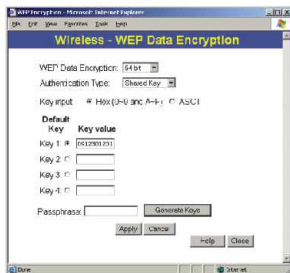 WEP Encryption - Microsoft Internet Explorer
File Edit View Favorites Tools Help
Wireless - WEP Data Encryption
WEP Data Encryption: 64 bit
Authentication Type: Shared Key
Key input Hex (0~9 and A~F) ASCII
Default
Key Key value
Key 1:
Key 2:
Key 3:
Key 4:
Passphrase: Generate Keys
Apply Cancel
Help Close
Done Internet